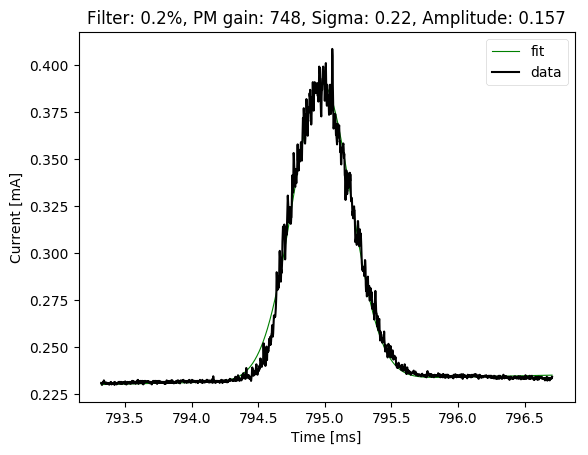 Filter: 0.2%, PM gain: 748, Sigma: 0.22, Amplitude: 0.157
fit
data
Current [mA]
0.400
0.375
0.350
0.325
0.300
0.275
0.250
0.225
793.5 794.0 794.5 795.0 795.5 796.0 796.5
Time [ms]